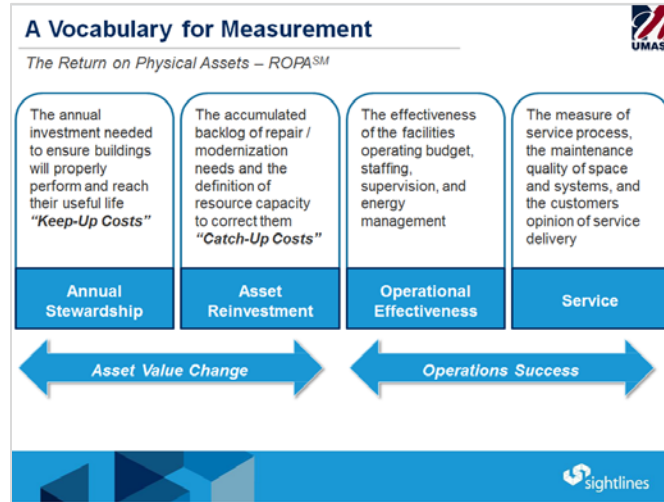 A Vocabulary for Measurement
UMAS
The Return on Physical Assets – ROPASM
The annual
investment needed
to ensure buildings
will properly
perform and reach
their useful life
“Keep-Up Costs”
The accumulated
backlog of repair /
modernization
needs and the
definition of
resource capacity
to correct them
“Catch-Up Costs”
The effectiveness
of the facilities
operating budget,
staffing,
supervision, and
energy
management
The measure of
service process,
the maintenance
quality of space
and systems, and
the customers
opinion of service
delivery
Annual
Stewardship
Asset
Reinvestment
Operational
Effectiveness
Service
Asset Value Change
Operations Success
sightlines